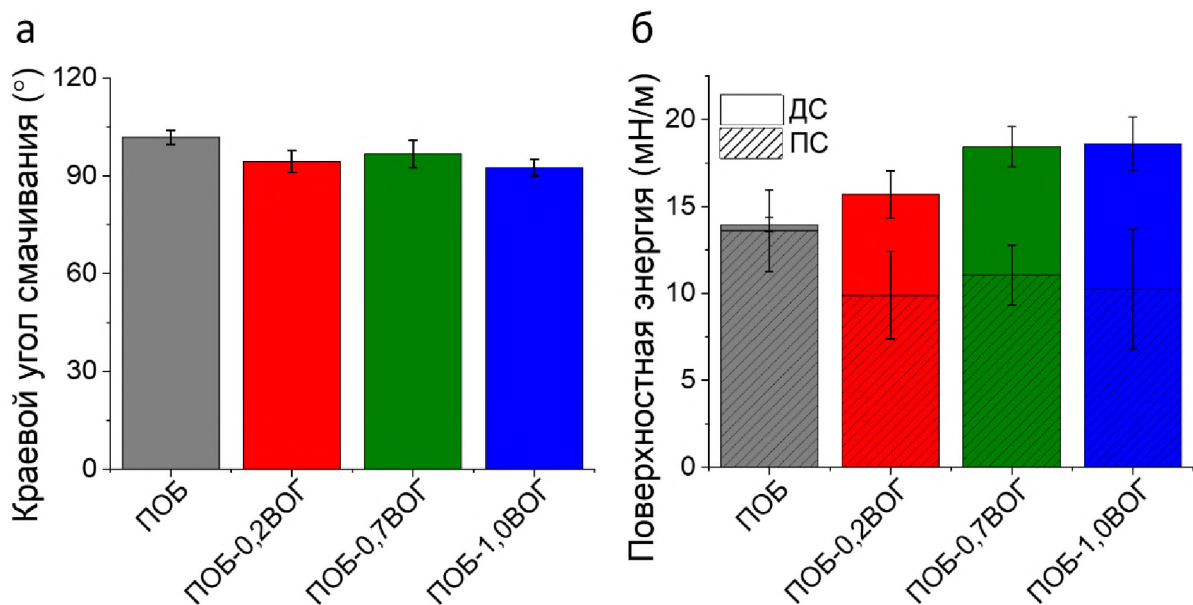 а
Краевой угол смачивания (°)
120
90
60
30
0
ПОБ
ПОБ-0,2ВОГ
ПОБ-0,7ВОГ
ПОБ-1,0ВОГ
б
Поверхностная энергия (мН/м)
20
15
10
5
0
ДС
ПС
ПОБ
ПОБ-0,2ВОГ
ПОБ-0,7ВОГ
ПОБ-1,0ВОГ